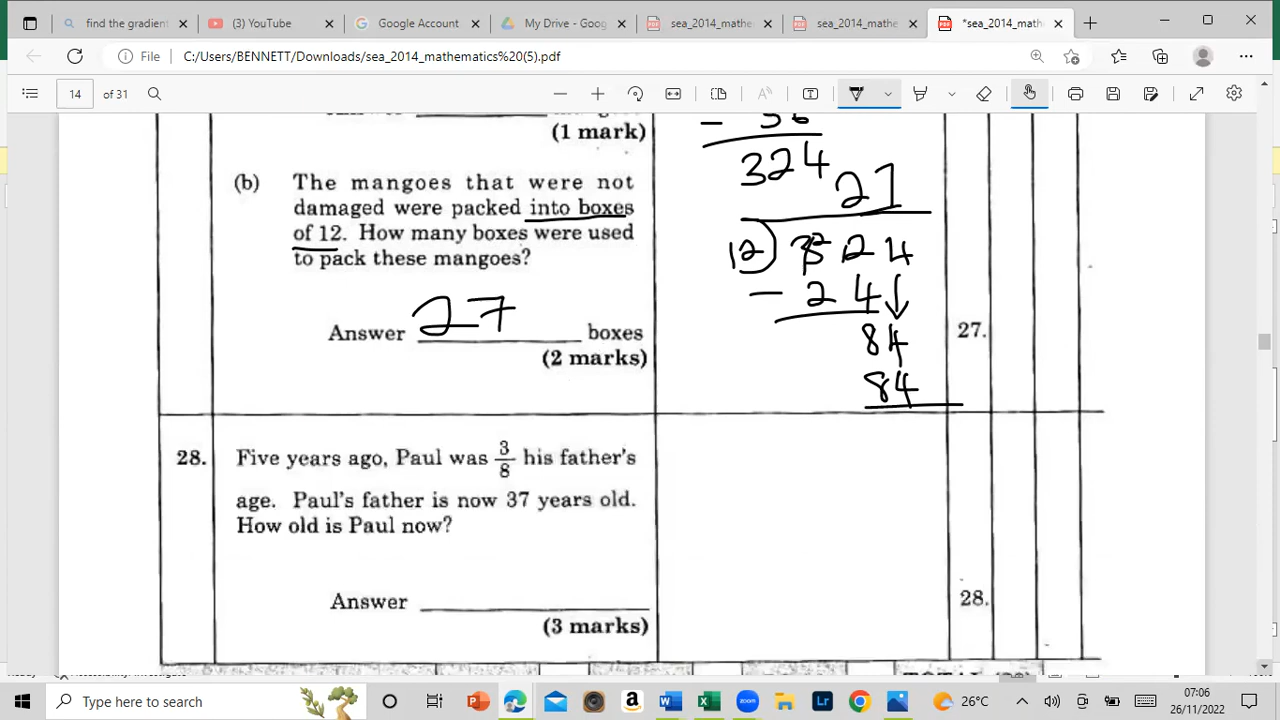 find the gradient
(3) YouTube
Google Account
My Drive - Goog
sea_2014_mathe
sea_2014_mathe
*sea_2014_math
File
C:/Users/BENNETT/Downloads/sea_2014_mathematics%20(5).pdf
14 of 31
(1 mark)
- 36
324
(b) The mangoes that were not
damaged were packed into boxes
of 12. How many boxes were used
to pack these mangoes?
Answer 27 boxes
(2 marks)
27
12 324
- 24
84
84
27.
28. Five years ago, Paul was 3/8 his father's
age. Paul's father is now 37 years old.
How old is Paul now?
Answer
(3 marks)
28.
Type here to search
26°C
07:06
26/11/2022